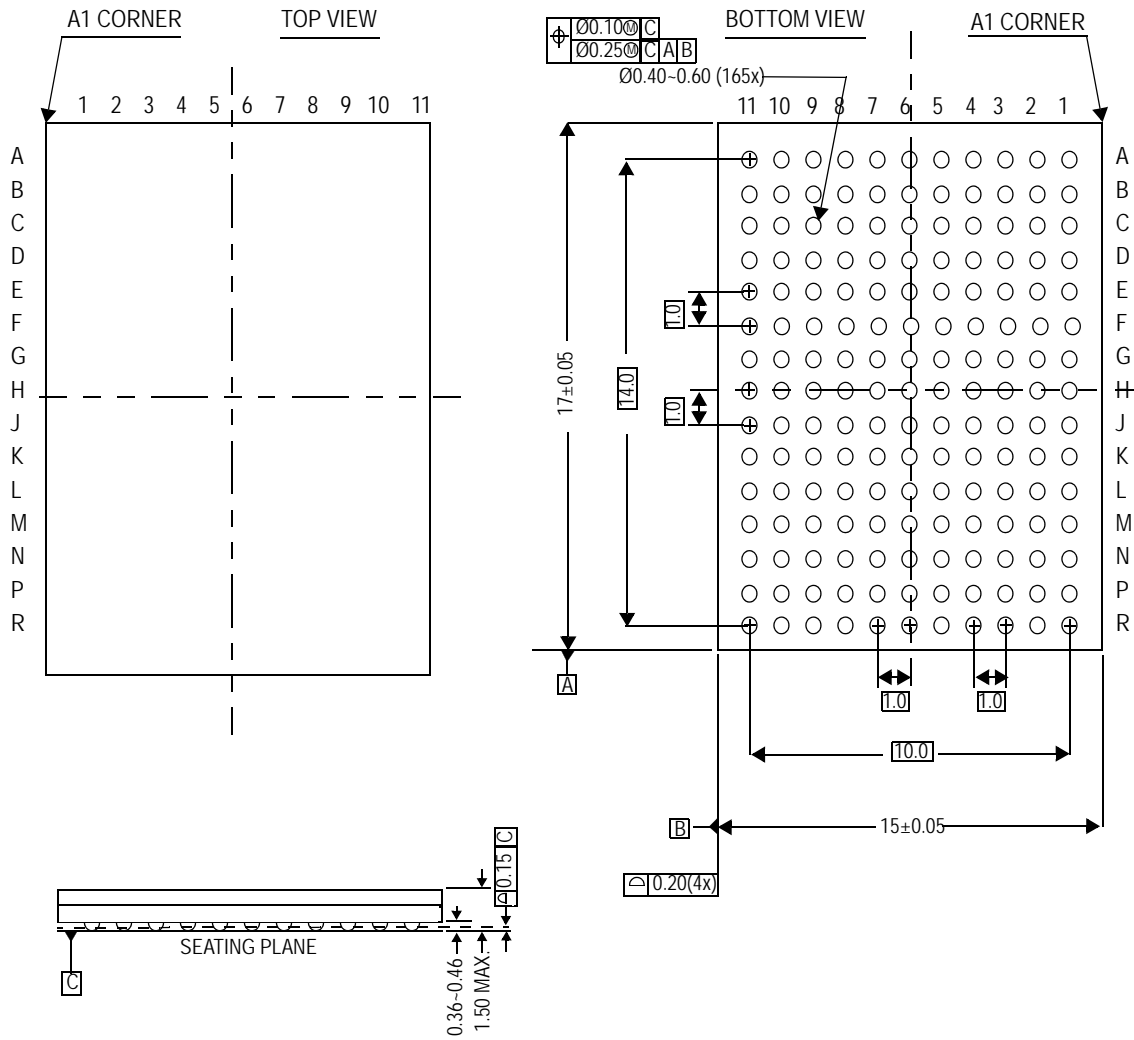 A1 CORNER
TOP VIEW
1 2 3 4 5 6 7 8 9 10 11
A
B
C
D
E
F
G
H
J
K
L
M
N
P
R
Ø0.10Ⓜ C
Ø0.25Ⓜ C A B
Ø0.40~0.60 (165x)
BOTTOM VIEW
A1 CORNER
11 10 9 8 7 6 5 4 3 2 1
A
B
C
D
E
F
G
H
J
K
L
M
N
P
R
17±0.05
14.0
1.0
1.0
A
1.0
1.0
10.0
B
15±0.05
0.20(4x)
0.15 C
SEATING PLANE
C
0.36~0.46
1.50 MAX.